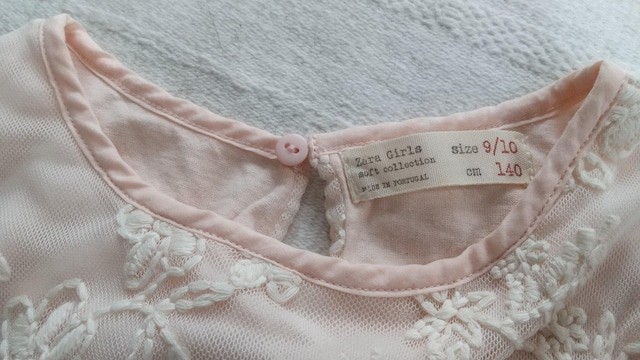 Zara Girls size 9/10
soft collection cm 140
MADE IN PORTUGAL